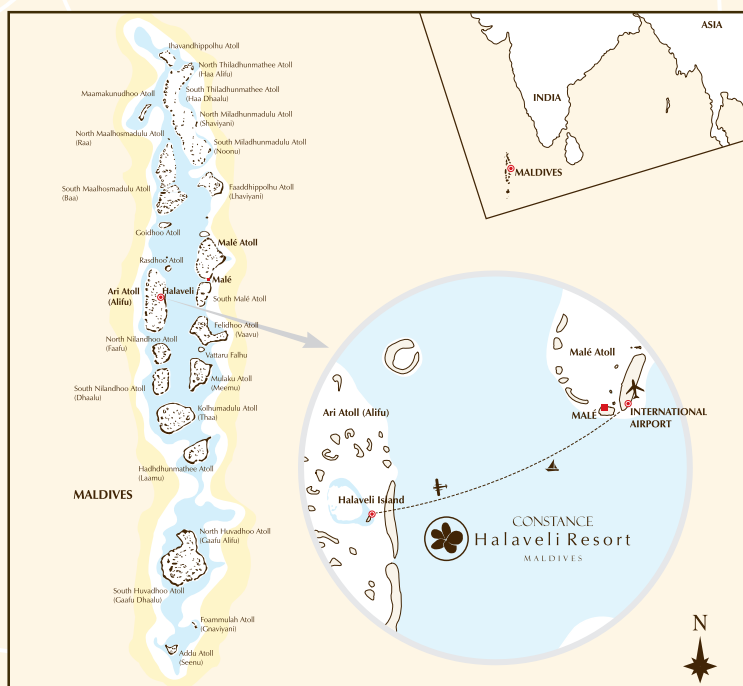 Ihavandhippolhu Atoll
North Thiladhunmathee Atoll
(Haa Alifu)
South Thiladhunmathee Atoll
(Haa Dhaalu)
Maamakunudhoo Atoll
North Miladhunmadulu Atoll
(Shaviyani)
North Maalhosmadulu Atoll
(Raa)
South Miladhunmadulu Atoll
(Noonu)
South Maalhosmadulu Atoll
(Baa)
Faaddhippolhu Atoll
(Lhaviyani)
Goidhoo Atoll
Malé Atoll
Rasdhoo Atoll
Malé
Ari Atoll
(Alifu)
Halaveli
South Malé Atoll
Felidhoo Atoll
(Vaavu)
North Nilandhoo Atoll
(Faafu)
Vattaru Falhu
Mulaku Atoll
(Meemu)
South Nilandhoo Atoll
(Dhaalu)
Kolhumadulu Atoll
(Thaa)
Hadhdhunmathee Atoll
(Laamu)
MALDIVES
North Huvadhoo Atoll
(Gaafu Alifu)
South Huvadhoo Atoll
(Gaafu Dhaalu)
Foammulah Atoll
(Gnaviyani)
Addu Atoll
(Seenu)
ASIA
INDIA
MALDIVES
Malé Atoll
MALÉ
INTERNATIONAL
AIRPORT
Ari Atoll (Alifu)
Halaveli Island
CONSTANCE
Halaveli Resort
MALDIVES
N